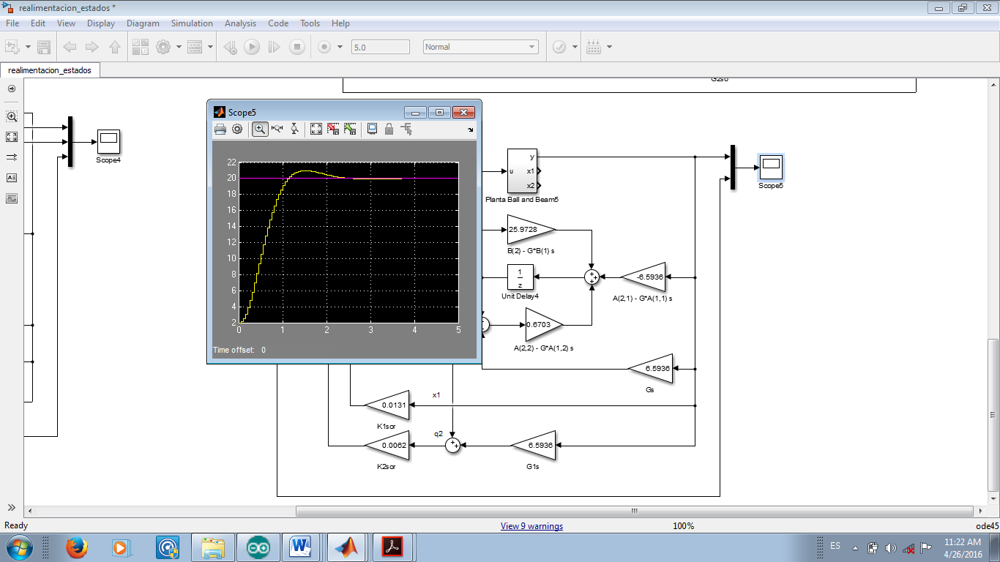 realimentacion_estados *
File Edit View Display Diagram Simulation Analysis Code Tools Help
5.0
Normal
realimentacion_estados
Scope4
Scope5
22
20
18
16
14
12
10
8
6
4
2
0 1 2 3 4 5
Time offset: 0
u
y
x1
x2
Planta Ball and Beam5
Scope5
25.9728
B(2) - G*B(1) s
1
z
Unit Delay4
-6.5936
A(2,1) - G*A(1,1) s
0.6703
A(2,2) - G*A(1,2) s
6.5936
Gs
x1
0.0131
K1sor
q2
0.0062
K2sor
6.5936
G1s
Ready
View 9 warnings
100%
ode45
ES
11:22 AM
4/26/2016